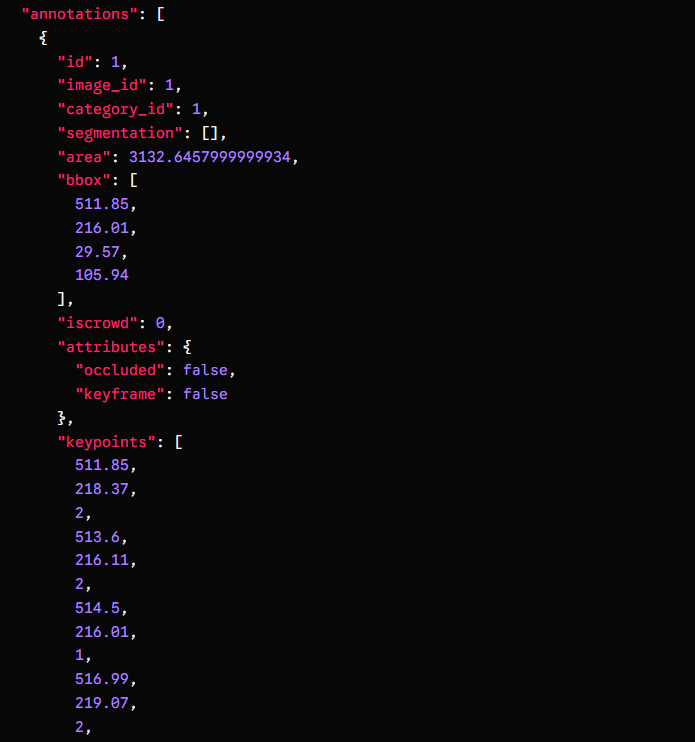 "annotations": [
{
"id": 1,
"image_id": 1,
"category_id": 1,
"segmentation": [],
"area": 3132.6457999999934,
"bbox": [
511.85,
216.01,
29.57,
105.94
],
"iscrowd": 0,
"attributes": {
"occluded": false,
"keyframe": false
},
"keypoints": [
511.85,
218.37,
2,
513.6,
216.11,
2,
514.5,
216.01,
1,
516.99,
219.07,
2,